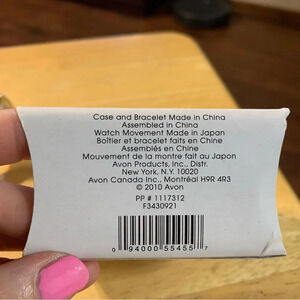 Case and Bracelet Made in China
Assembled in China
Watch Movement Made in Japan
Boîtier et bracelet faits en Chine
Assemblés en Chine
Mouvement de la montre fait au Japon
Avon Products, Inc., Distr.
New York, N.Y. 10020
Avon Canada Inc., Montréal H9R 4R3
© 2010 Avon
PP # 1117312
F3430921
0 94000 55455 7